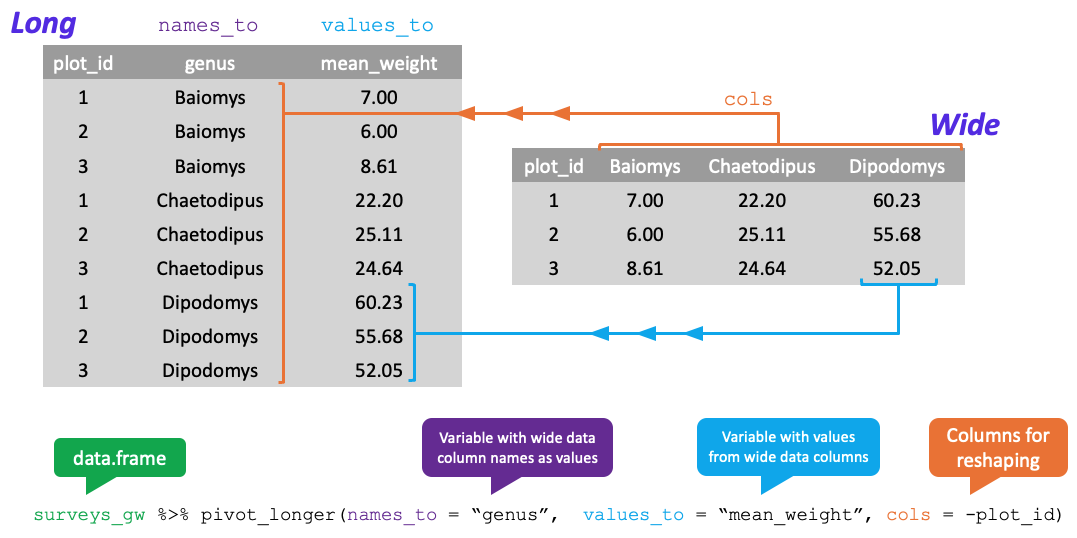 Long names_to values_to
plot_id genus mean_weight
1 Baiomys 7.00
2 Baiomys 6.00
3 Baiomys 8.61
1 Chaetodipus 22.20
2 Chaetodipus 25.11
3 Chaetodipus 24.64
1 Dipodomys 60.23
2 Dipodomys 55.68
3 Dipodomys 52.05
cols
Wide
plot_id Baiomys Chaetodipus Dipodomys
1 7.00 22.20 60.23
2 6.00 25.11 55.68
3 8.61 24.64 52.05
data.frame
Variable with wide data
column names as values
Variable with values
from wide data columns
Columns for
reshaping
surveys_gw %>% pivot_longer(names_to = “genus”, values_to = “mean_weight”, cols = -plot_id)